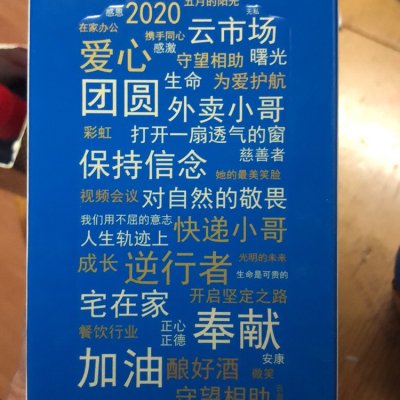 感恩 2020 五月的阳光
在家办公 携手同心 云市场
爱心 感激 守望相助 曙光
生命 为爱护航
团圆 外卖小哥
彩虹 打开一扇透气的窗
保持信念 慈善者
她的最美笑脸
视频会议 对自然的敬畏
我们用不屈的意志 快递小哥
人生轨迹上
成长 逆行者 光明的未来
生命是可贵的
宅在家 开启坚定之路
餐饮行业 正心 正德 奉献
加油 酿好酒 安康
微笑
守望相助